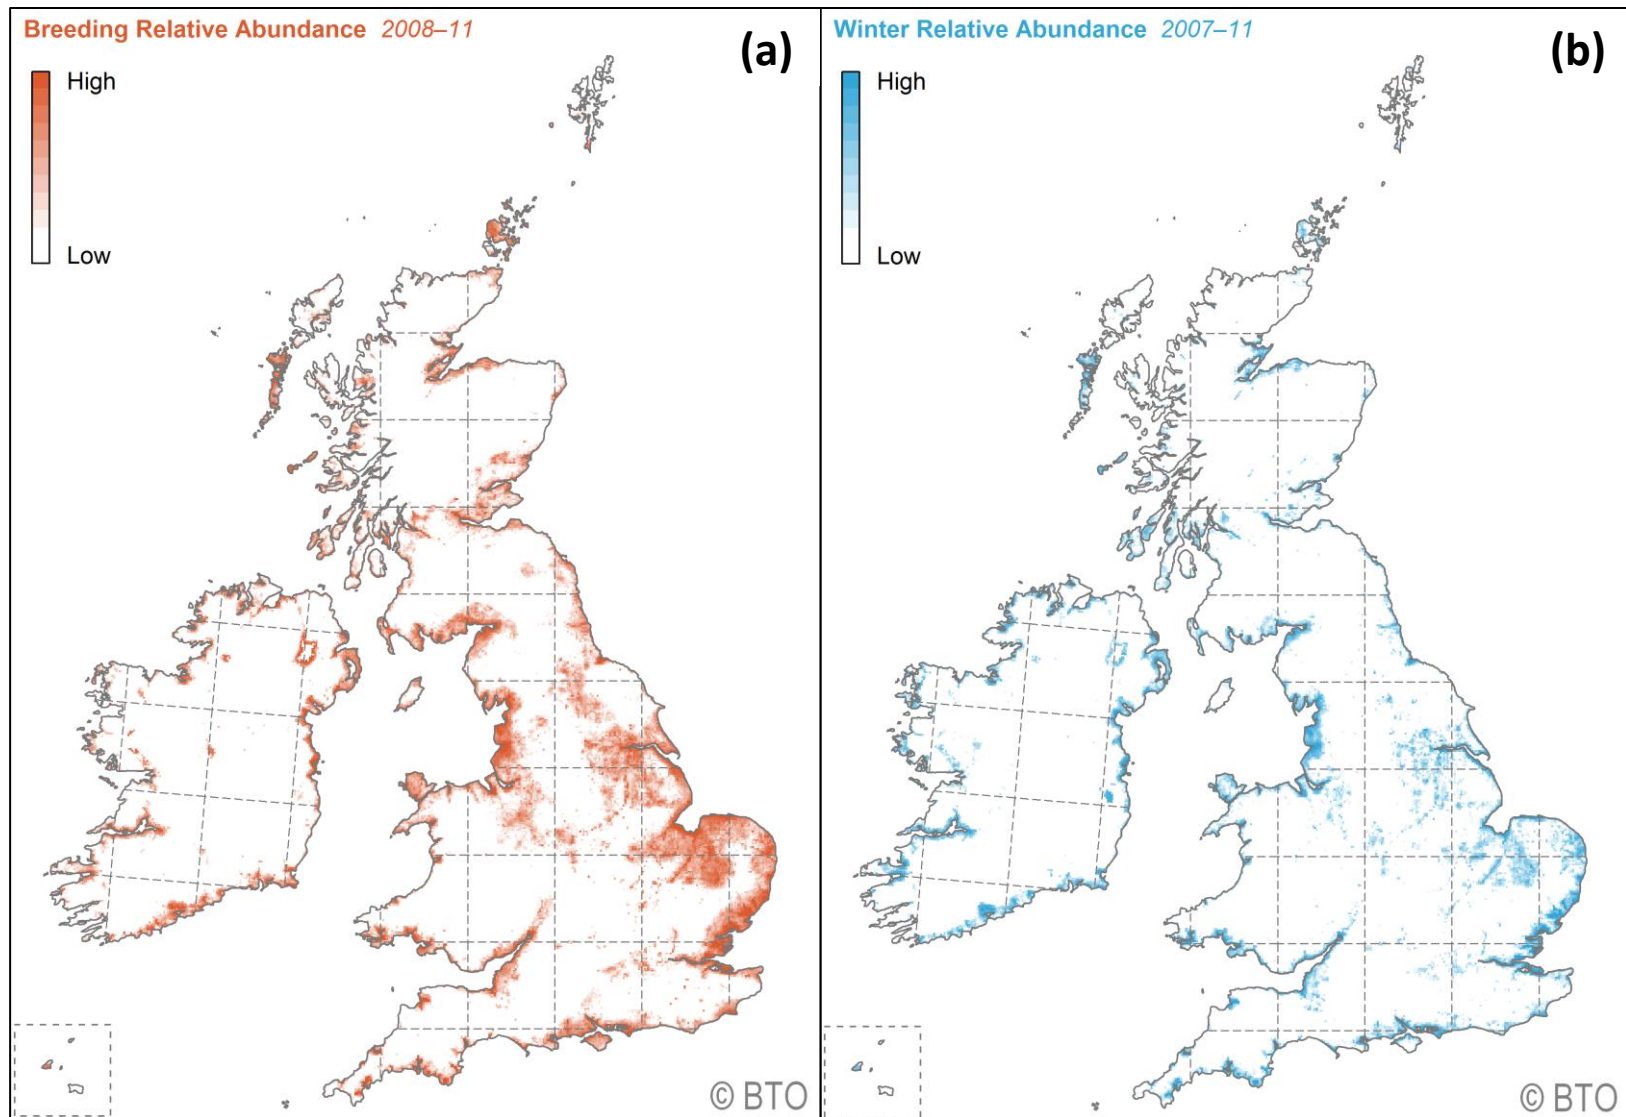 Breeding Relative Abundance 2008–11
(a)
High
Low
© BTO
Winter Relative Abundance 2007–11
(b)
High
Low
© BTO